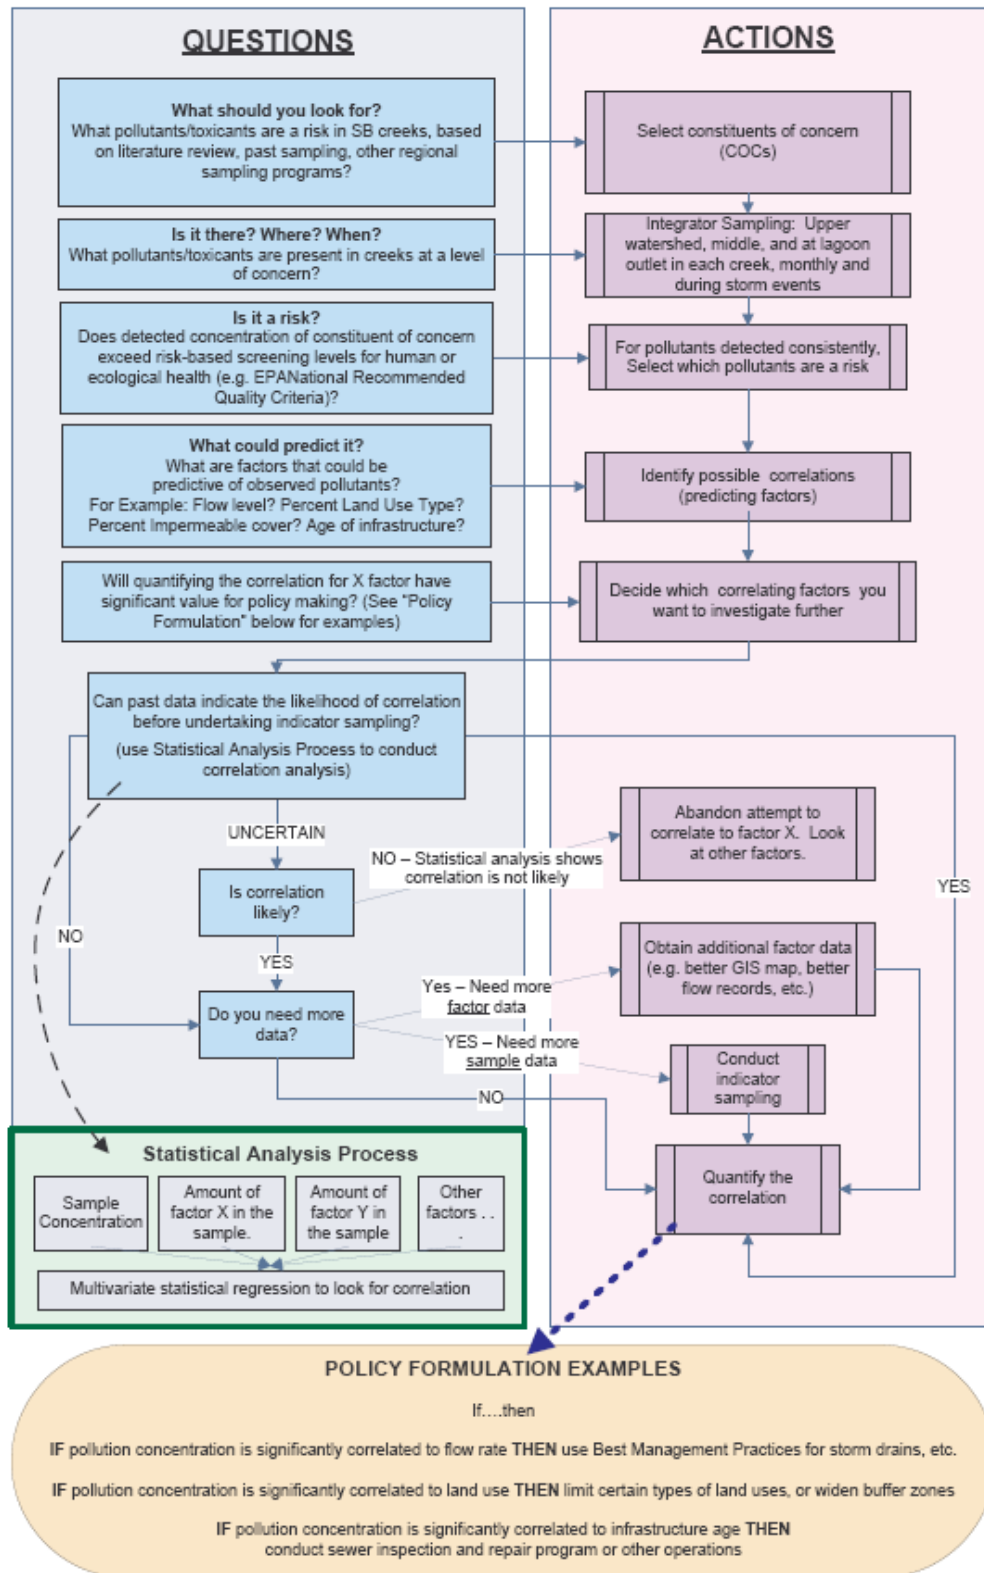 QUESTIONS
What should you look for?
What pollutants/toxicants are a risk in SB creeks, based
on literature review, past sampling, other regional
sampling programs?
Is it there? Where? When?
What pollutants/toxicants are present in creeks at a level
of concern?
Is it a risk?
Does detected concentration of constituent of concern
exceed risk-based screening levels for human or
ecological health (e.g. EPANational Recommended
Quality Criteria)?
What could predict it?
What are factors that could be
predictive of observed pollutants?
For Example: Flow level? Percent Land Use Type?
Percent Impermeable cover? Age of infrastructure?
Will quantifying the correlation for X factor have
significant value for policy making? (See "Policy
Formulation" below for examples)
ACTIONS
Select constituents of concern
(COCs)
Integrator Sampling: Upper
watershed, middle, and at lagoon
outlet in each creek, monthly and
during storm events
For pollutants detected consistently,
Select which pollutants are a risk
Identify possible correlations
(predicting factors)
Decide which correlating factors you
want to investigate further
Can past data indicate the likelihood of correlation
before undertaking indicator sampling?
(use Statistical Analysis Process to conduct
correlation analysis)
UNCERTAIN
NO – Statistical analysis shows
correlation is not likely
Abandon attempt to
correlate to factor X. Look
at other factors.
YES
Is correlation
likely?
NO
YES
Obtain additional factor data
(e.g. better GIS map, better
flow records, etc.)
Yes – Need more
factor data
Do you need more
data?
YES – Need more
sample data
Conduct
indicator
sampling
NO
Quantify the
correlation
Statistical Analysis Process
Sample
Concentration
Amount of
factor X in the
sample.
Amount of
factor Y in
the sample
Other
factors . .
.
Multivariate statistical regression to look for correlation
POLICY FORMULATION EXAMPLES
If....then
IF pollution concentration is significantly correlated to flow rate THEN use Best Management Practices for storm drains, etc.
IF pollution concentration is significantly correlated to land use THEN limit certain types of land uses, or widen buffer zones
IF pollution concentration is significantly correlated to infrastructure age THEN
conduct sewer inspection and repair program or other operations